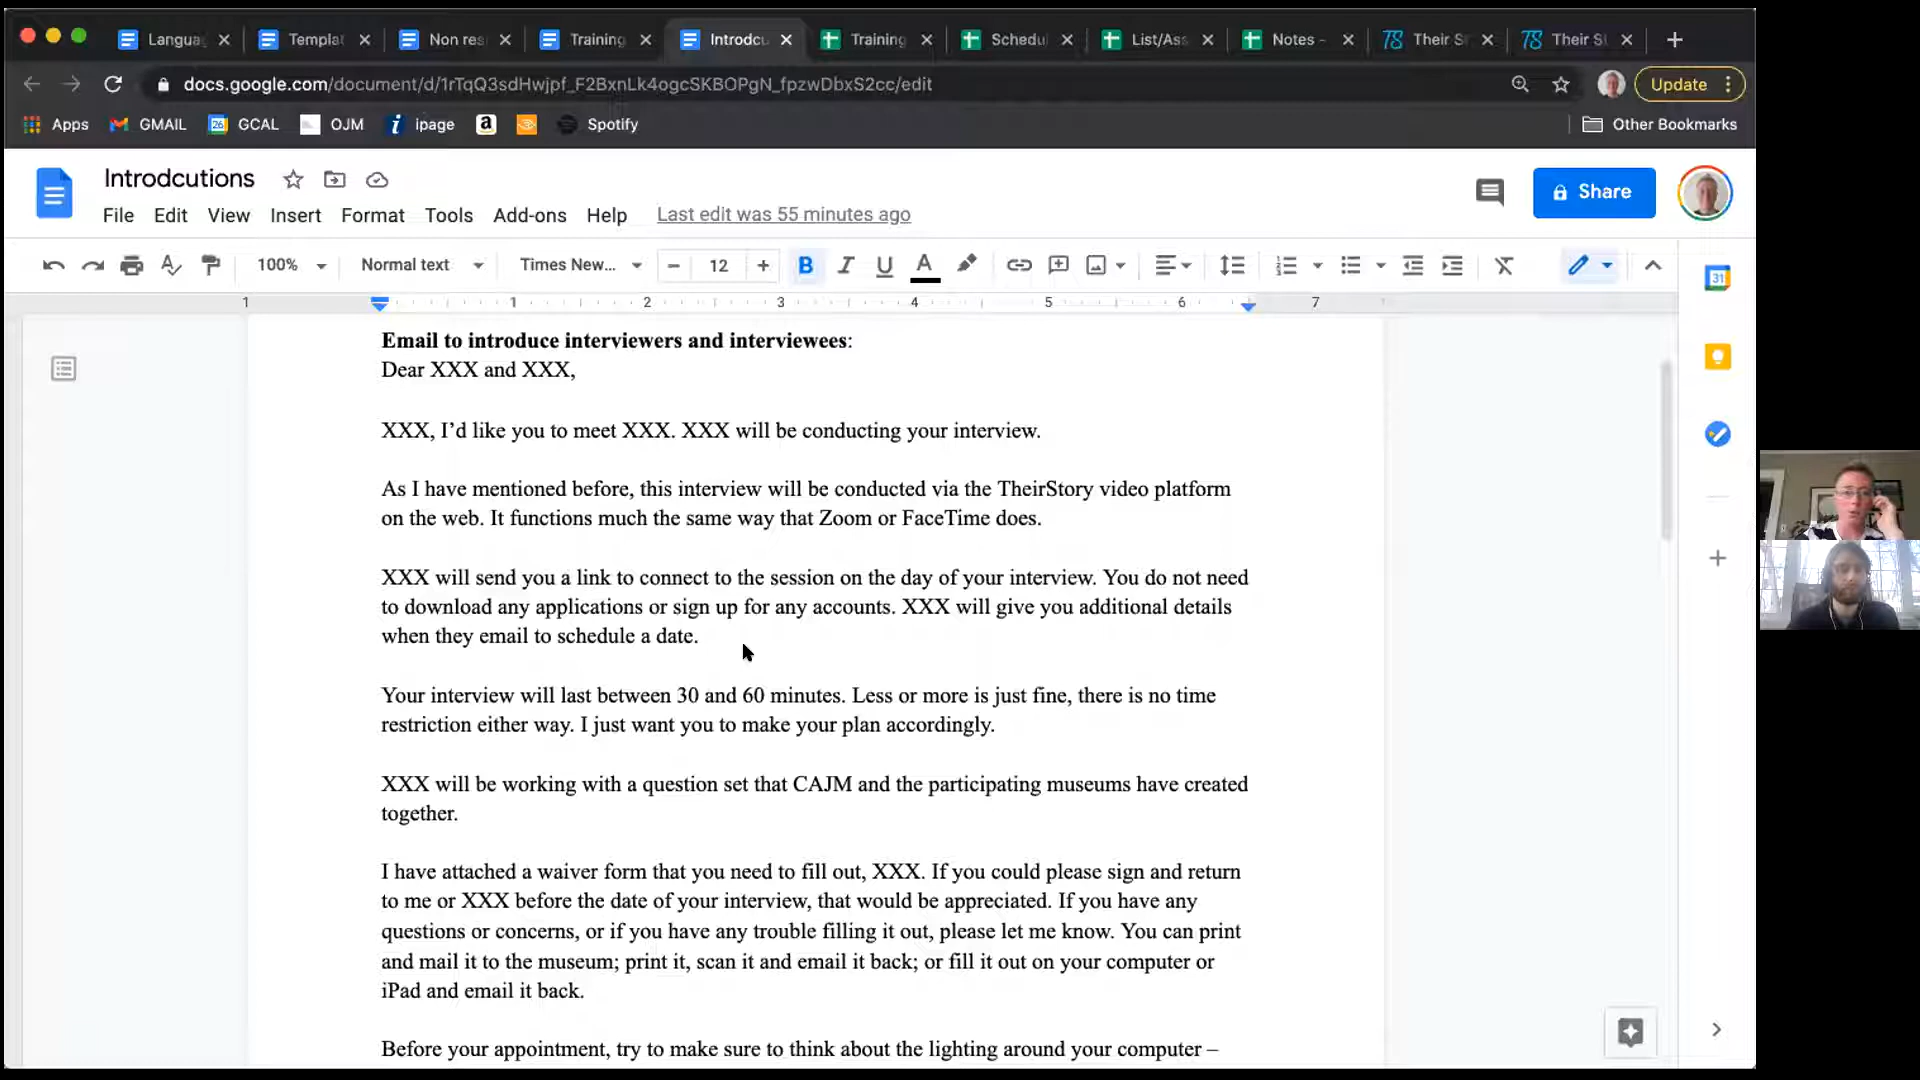 Langua
Templat
Non res
Training
Introdcu
Training
Schedul
List/Ass
Notes -
Their S
Their St
docs.google.com/document/d/1rTqQ3sdHwjpf_F2BxnLk4ogcSKBOPgN_fpzwDbxS2cc/edit
Update
Apps
GMAIL
26
GCAL
OJM
i
ipage
a
Spotify
Other Bookmarks
Introdcutions
Share
File Edit View Insert Format Tools Add-ons Help Last edit was 55 minutes ago
100% Normal text Times New... 12 B I U A
31
1 1 2 3 4 5 6 7
Email to introduce interviewers and interviewees:
Dear XXX and XXX,
XXX, I’d like you to meet XXX. XXX will be conducting your interview.
As I have mentioned before, this interview will be conducted via the TheirStory video platform
on the web. It functions much the same way that Zoom or FaceTime does.
XXX will send you a link to connect to the session on the day of your interview. You do not need
to download any applications or sign up for any accounts. XXX will give you additional details
when they email to schedule a date.
Your interview will last between 30 and 60 minutes. Less or more is just fine, there is no time
restriction either way. I just want you to make your plan accordingly.
XXX will be working with a question set that CAJM and the participating museums have created
together.
I have attached a waiver form that you need to fill out, XXX. If you could please sign and return
to me or XXX before the date of your interview, that would be appreciated. If you have any
questions or concerns, or if you have any trouble filling it out, please let me know. You can print
and mail it to the museum; print it, scan it and email it back; or fill it out on your computer or
iPad and email it back.
Before your appointment, try to make sure to think about the lighting around your computer –